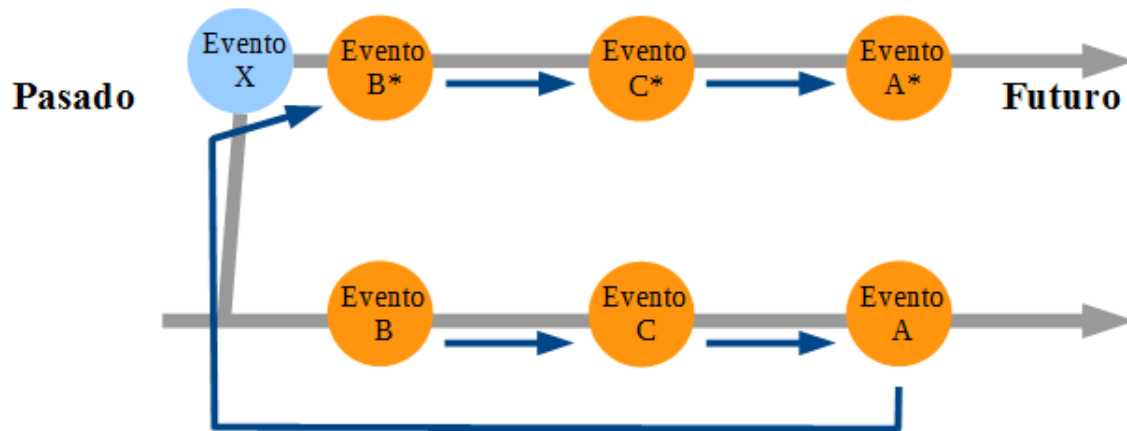 Evento
X
Evento
B*
Evento
C*
Evento
A*
Pasado
Futuro
Evento
B
Evento
C
Evento
A